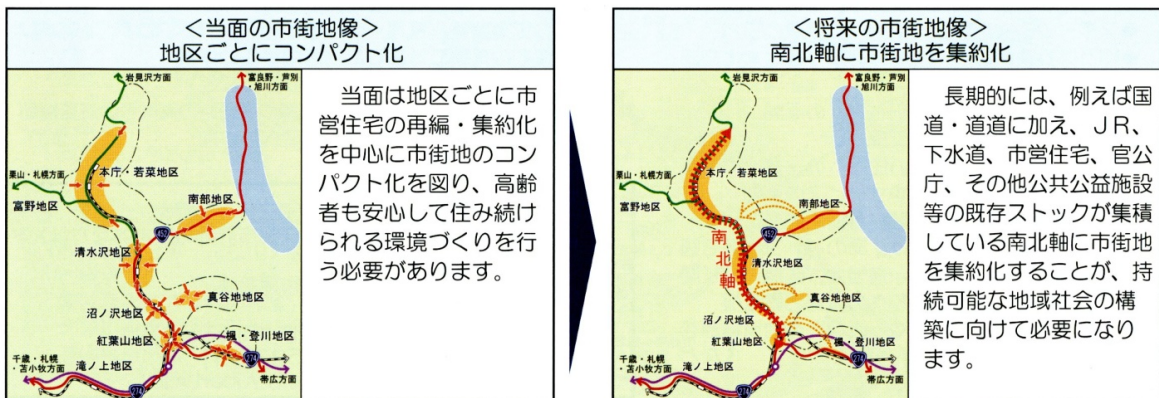 ＜当面の市街地像＞
地区ごとにコンパクト化
岩見沢方面
富良野・芦別
・旭川方面
本庁・若菜地区
栗山・札幌方面
富野地区
南部地区
452
清水沢地区
真谷地地区
沼ノ沢地区
紅葉山地区
楓・登川地区
274
千歳・札幌
・苫小牧方面
滝ノ上地区
274
帯広方面
当面は地区ごとに市
営住宅の再編・集約化
を中心に市街地のコン
パクト化を図り、高齢
者も安心して住み続け
られる環境づくりを行
う必要があります。
＜将来の市街地像＞
南北軸に市街地を集約化
岩見沢方面
富良野・芦別
・旭川方面
本庁・若菜地区
栗山・札幌方面
富野地区
南部地区
452
南北軸
清水沢地区
真谷地地区
沼ノ沢地区
紅葉山地区
楓・登川地区
274
千歳・札幌
・苫小牧方面
滝ノ上地区
274
帯広方面
長期的には、例えば国
道・道道に加え、ＪＲ、
下水道、市営住宅、官公
庁、その他公共公益施設
等の既存ストックが集積
している南北軸に市街地
を集約化することが、持
続可能な地域社会の構
築に向けて必要になり
ます。